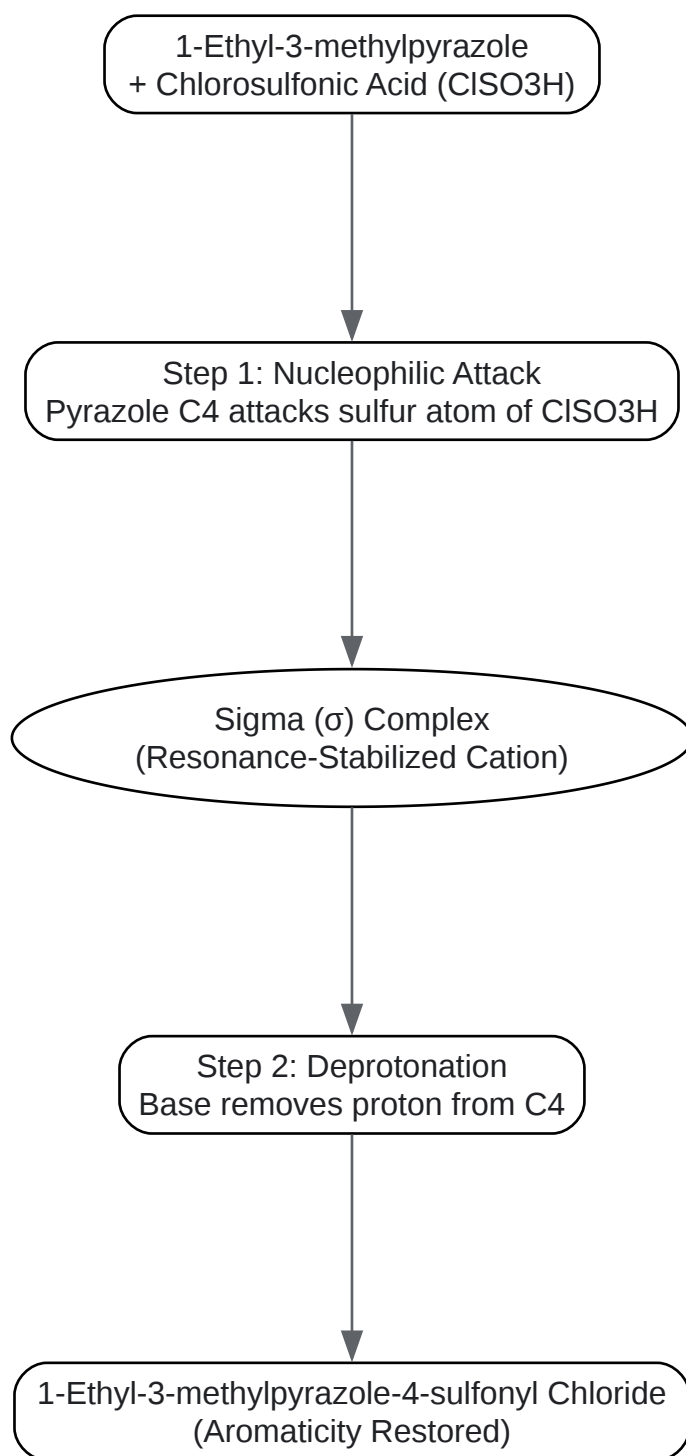 1-Ethyl-3-methylpyrazole
+ Chlorosulfonic Acid (ClSO3H)
Step 1: Nucleophilic Attack
Pyrazole C4 attacks sulfur atom of ClSO3H
Sigma (σ) Complex
(Resonance-Stabilized Cation)
Step 2: Deprotonation
Base removes proton from C4
1-Ethyl-3-methylpyrazole-4-sulfonyl Chloride
(Aromaticity Restored)